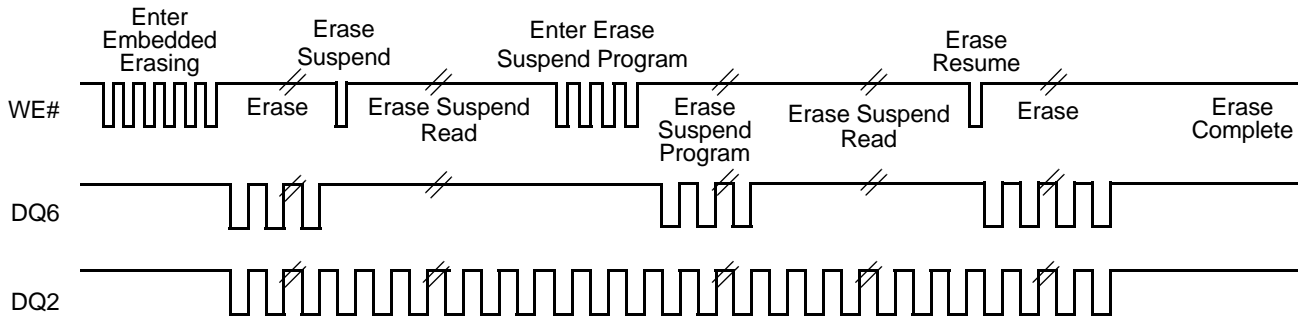 Enter
Embedded
Erasing
Erase
Suspend
Enter Erase
Suspend Program
Erase
Resume
WE#
Erase
Erase Suspend
Read
Erase
Suspend
Program
Erase Suspend
Read
Erase
Erase
Complete
DQ6
DQ2